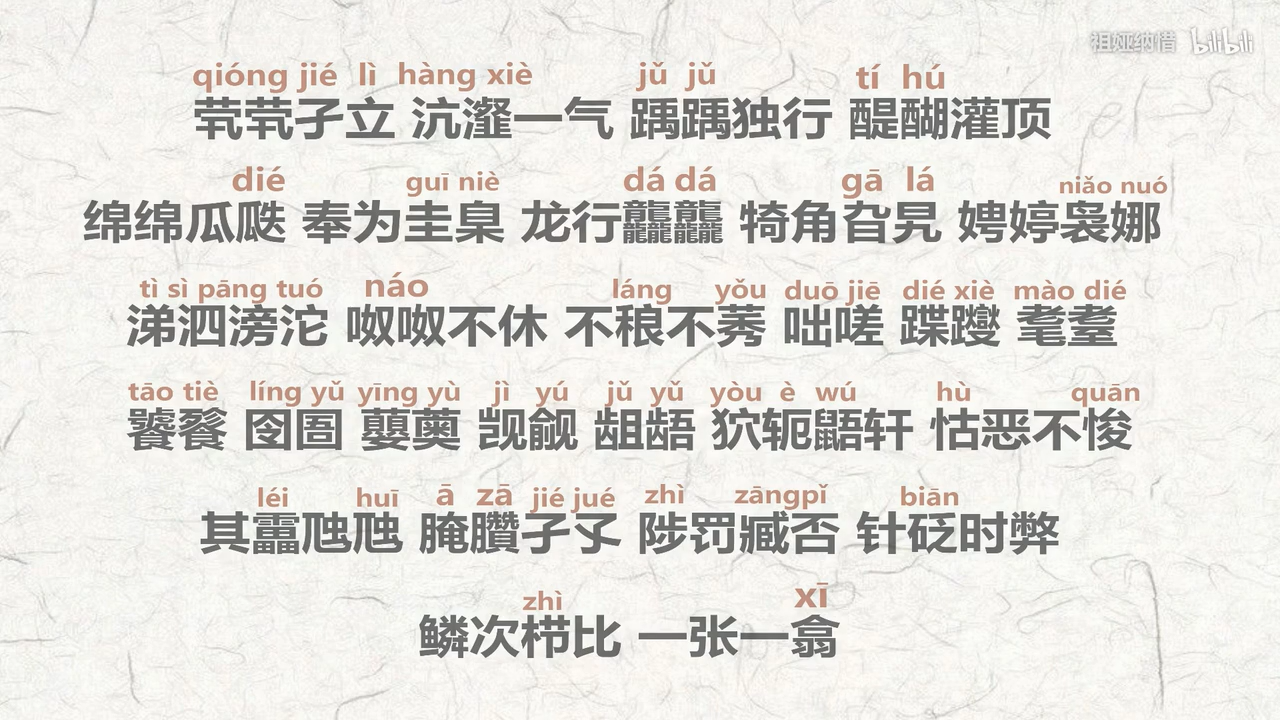 祖娅纳惜 bilibili
qióng jié lì hàng xiè jǔ jǔ tí hú
茕茕孑立 沆瀣一气 踽踽独行 醍醐灌顶
dié guī niè dá dá gā lá niǎo nuó
绵绵瓜瓞 奉为圭臬 龙行龘龘 犄角旮旯 娉婷袅娜
tì sì pāng tuó náo láng yǒu duō jiē dié xiè mào dié
涕泗滂沱 呶呶不休 不稂不莠 咄嗟 蹀躞 耄耋
tāo tiè líng yǔ yīng yù jì yú jǔ yǔ yòu è wú hù quān
饕餮 囹圄 蘡薁 觊觎 龃龉 狖轭鼯轩 怙恶不悛
léi huī ā zā jié jué zhì zāngpǐ biān
其靁虺虺 腌臜孑孓 陟罚臧否 针砭时弊
zhì xī
鳞次栉比 一张一翕